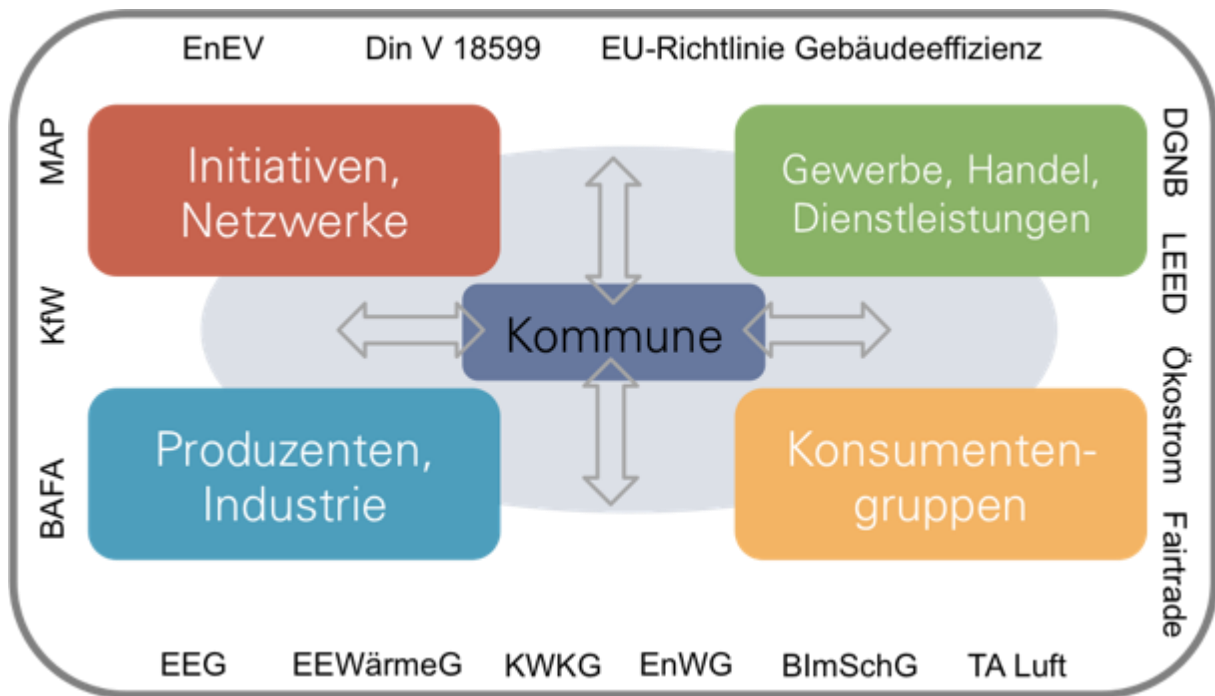 EnEV Din V 18599 EU-Richtlinie Gebäudeeffizienz
MAP
KfW
BAFA
Initiativen,
Netzwerke
Gewerbe, Handel,
Dienstleistungen
Kommune
Produzenten,
Industrie
Konsumenten-
gruppen
DGNB LEED Ökostrom Fairtrade
EEG EEWärmeG KWKG EnWG BImSchG TA Luft